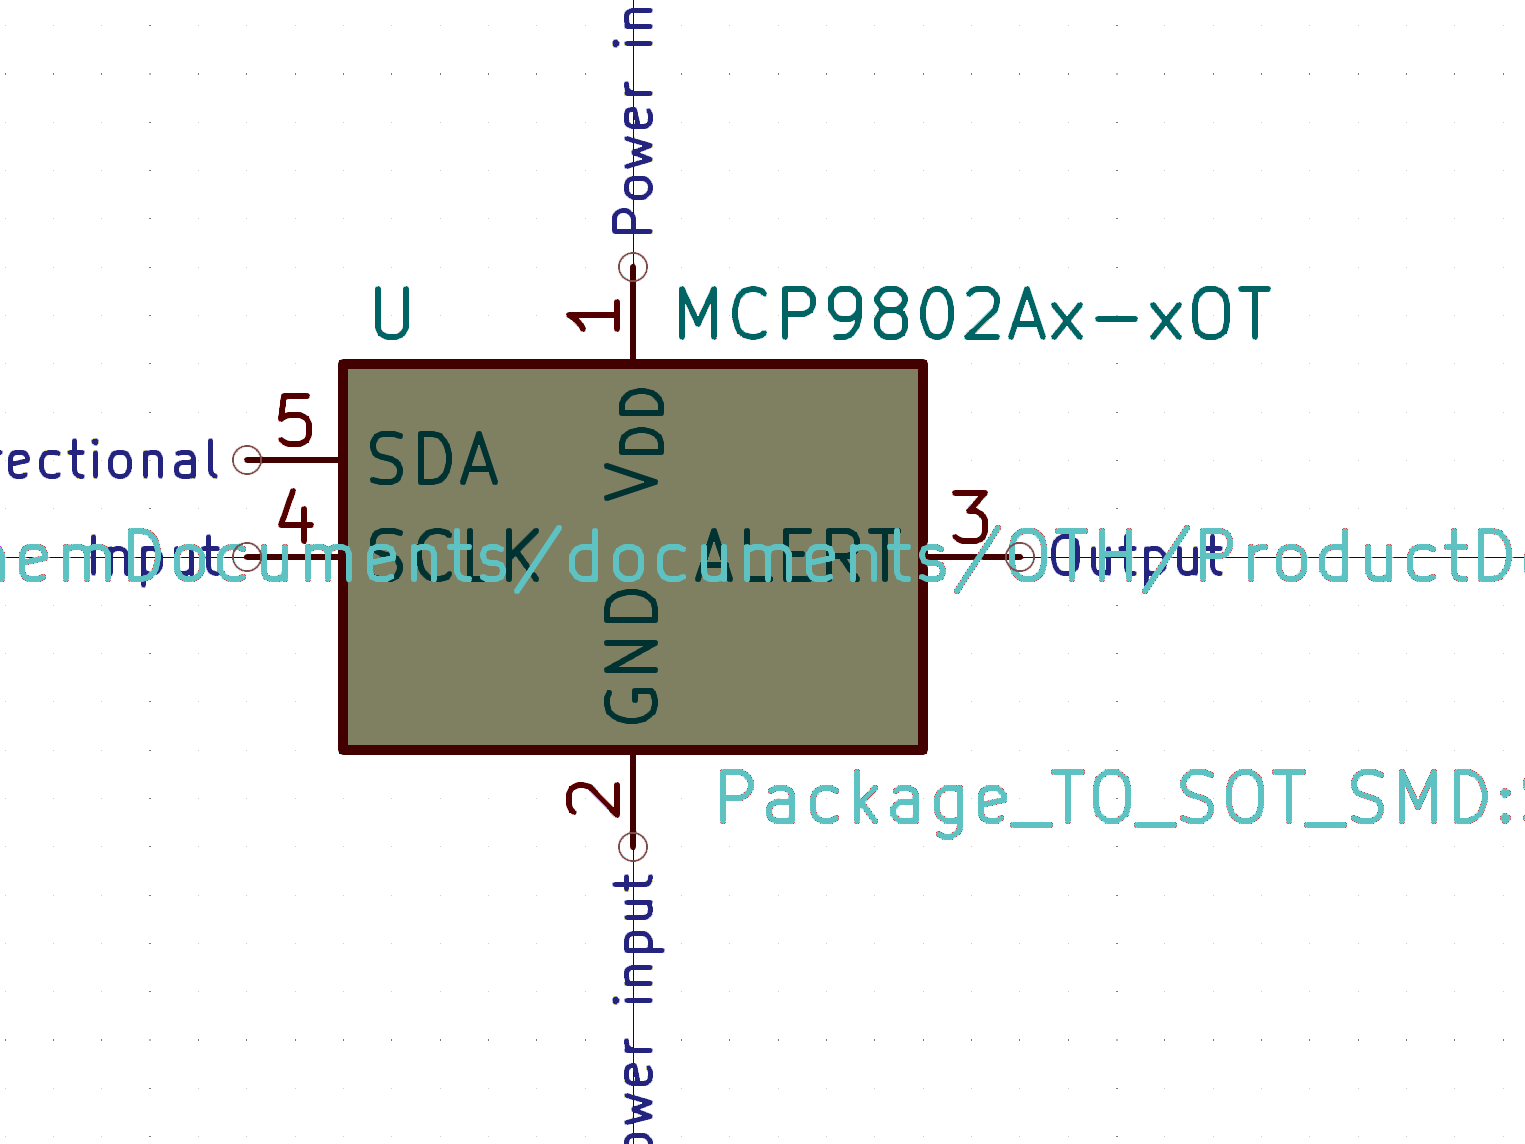 Power in
U
1
MCP9802Ax-xOT
5
rectional
SDA
VDD
4
Input
SCLK
ALERT
3
Output
nemDocuments/documents/OTH/ProductD
GND
2
Package_TO_SOT_SMD:
ower input